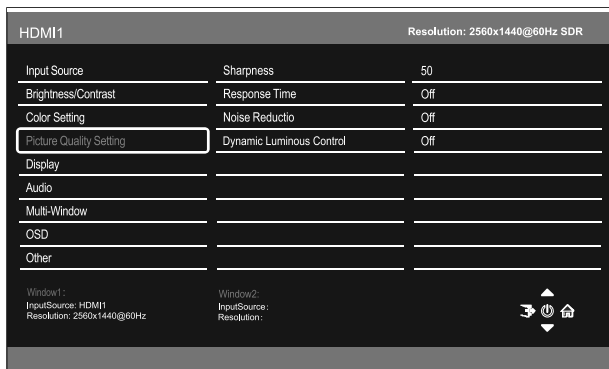 HDMI1 Resolution: 2560x1440@60Hz SDR
Input Source Sharpness 50
Brightness/Contrast Response Time Off
Color Setting Noise Reductio Off
Picture Quality Setting Dynamic Luminous Control Off
Display
Audio
Multi-Window
OSD
Other
Window1: Window2:
InputSource: HDMI1 InputSource:
Resolution: 2560x1440@60Hz Resolution: